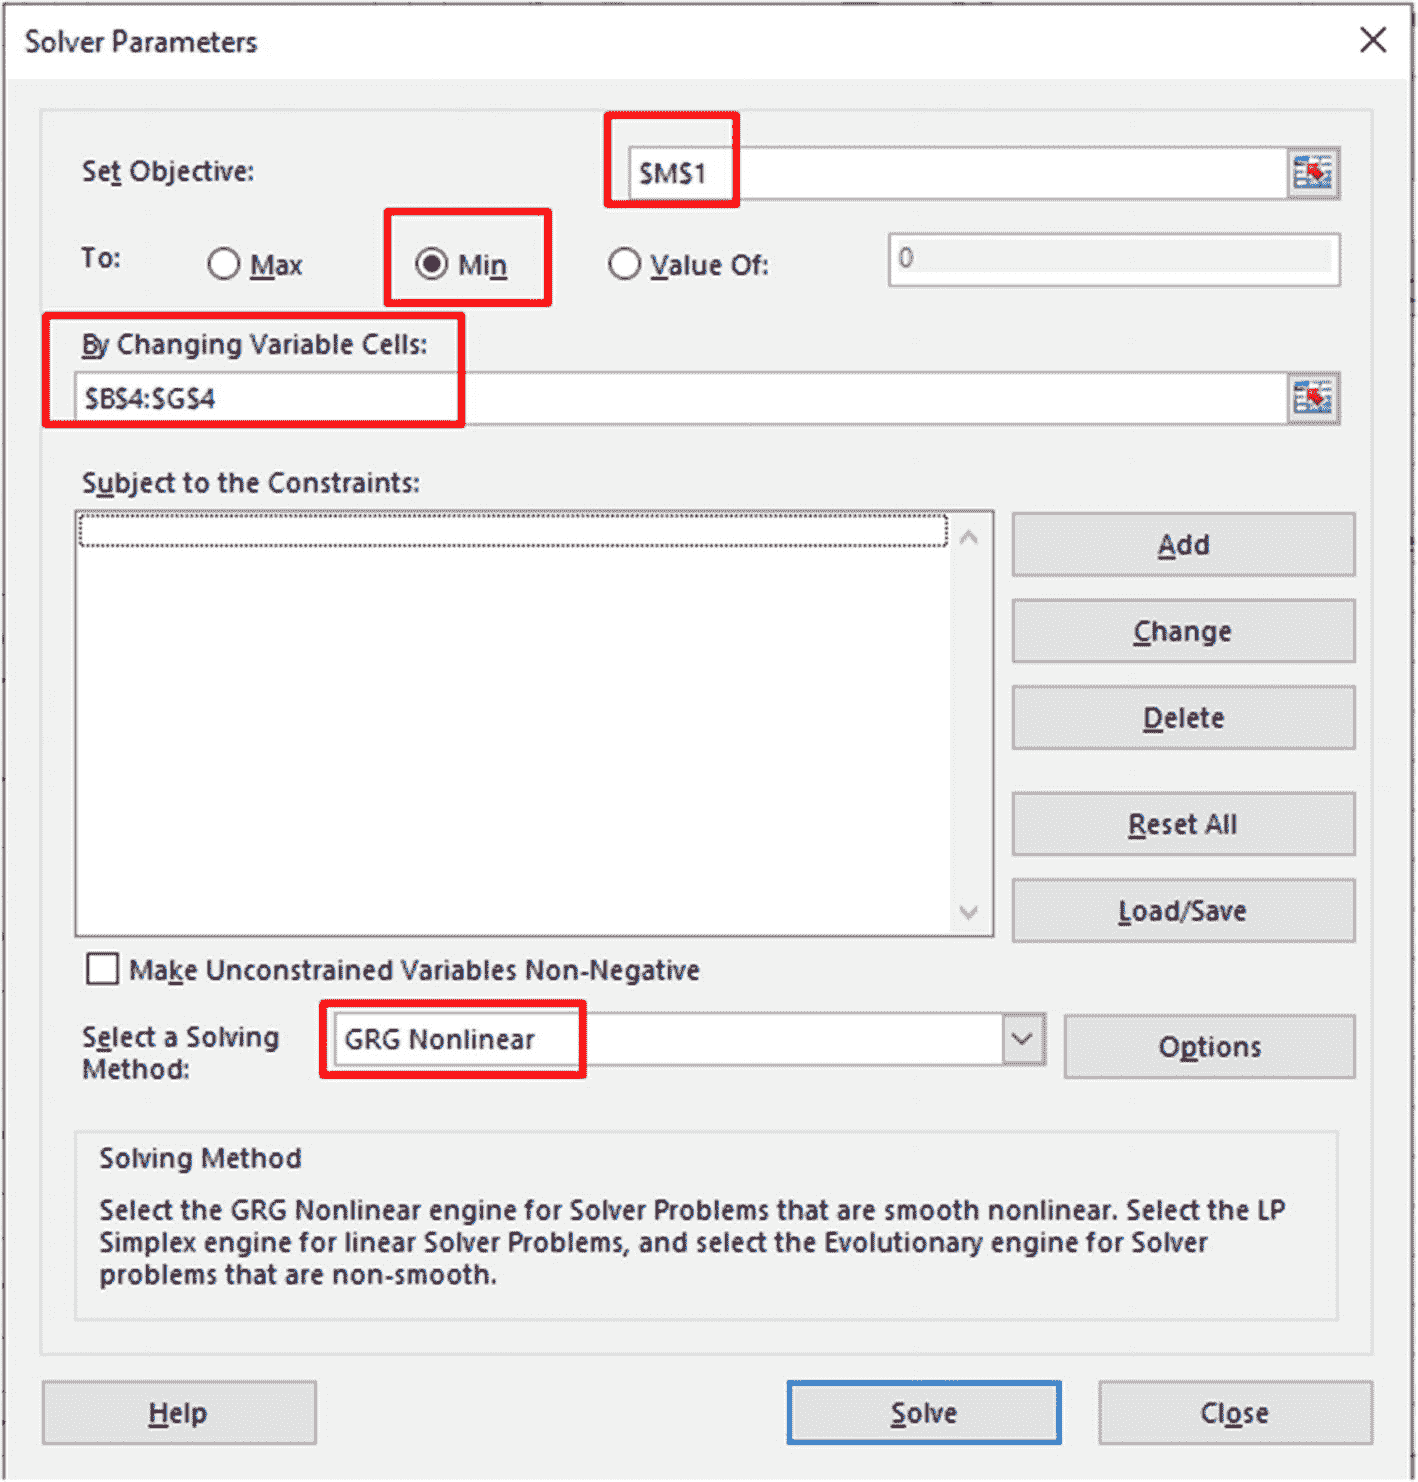 Solver Parameters
Set Objective:
$M$1
To:
Max
Min
Value Of:
0
By Changing Variable Cells:
$B$4:$G$4
Subject to the Constraints:
Add
Change
Delete
Reset All
Load/Save
Make Unconstrained Variables Non-Negative
Select a Solving
Method:
GRG Nonlinear
Options
Solving Method
Select the GRG Nonlinear engine for Solver Problems that are smooth nonlinear. Select the LP
Simplex engine for linear Solver Problems, and select the Evolutionary engine for Solver
problems that are non-smooth.
Help
Solve
Close